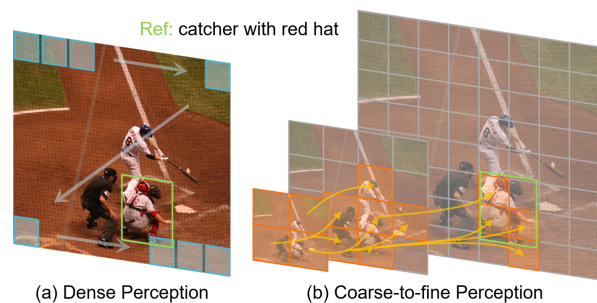 Ref: catcher with red hat
(a) Dense Perception
(b) Coarse-to-fine Perception